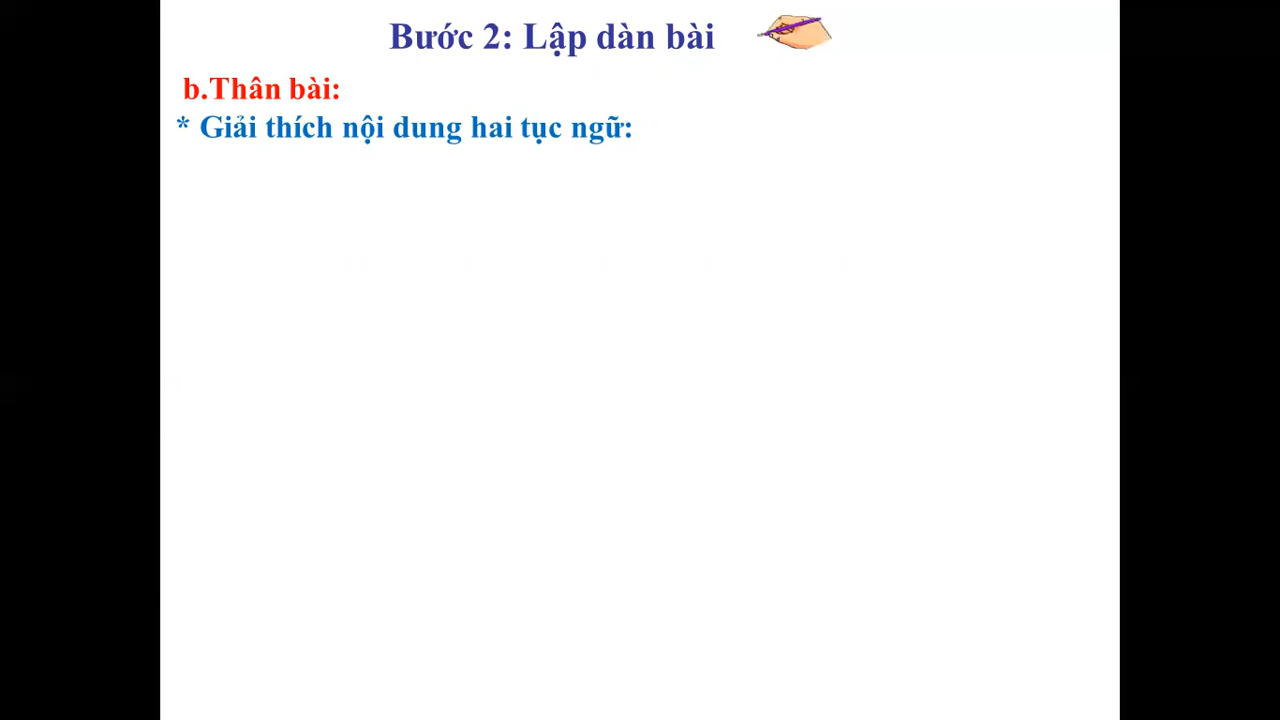 Bước 2: Lập dàn bài
b.Thân bài:
* Giải thích nội dung hai tục ngữ: